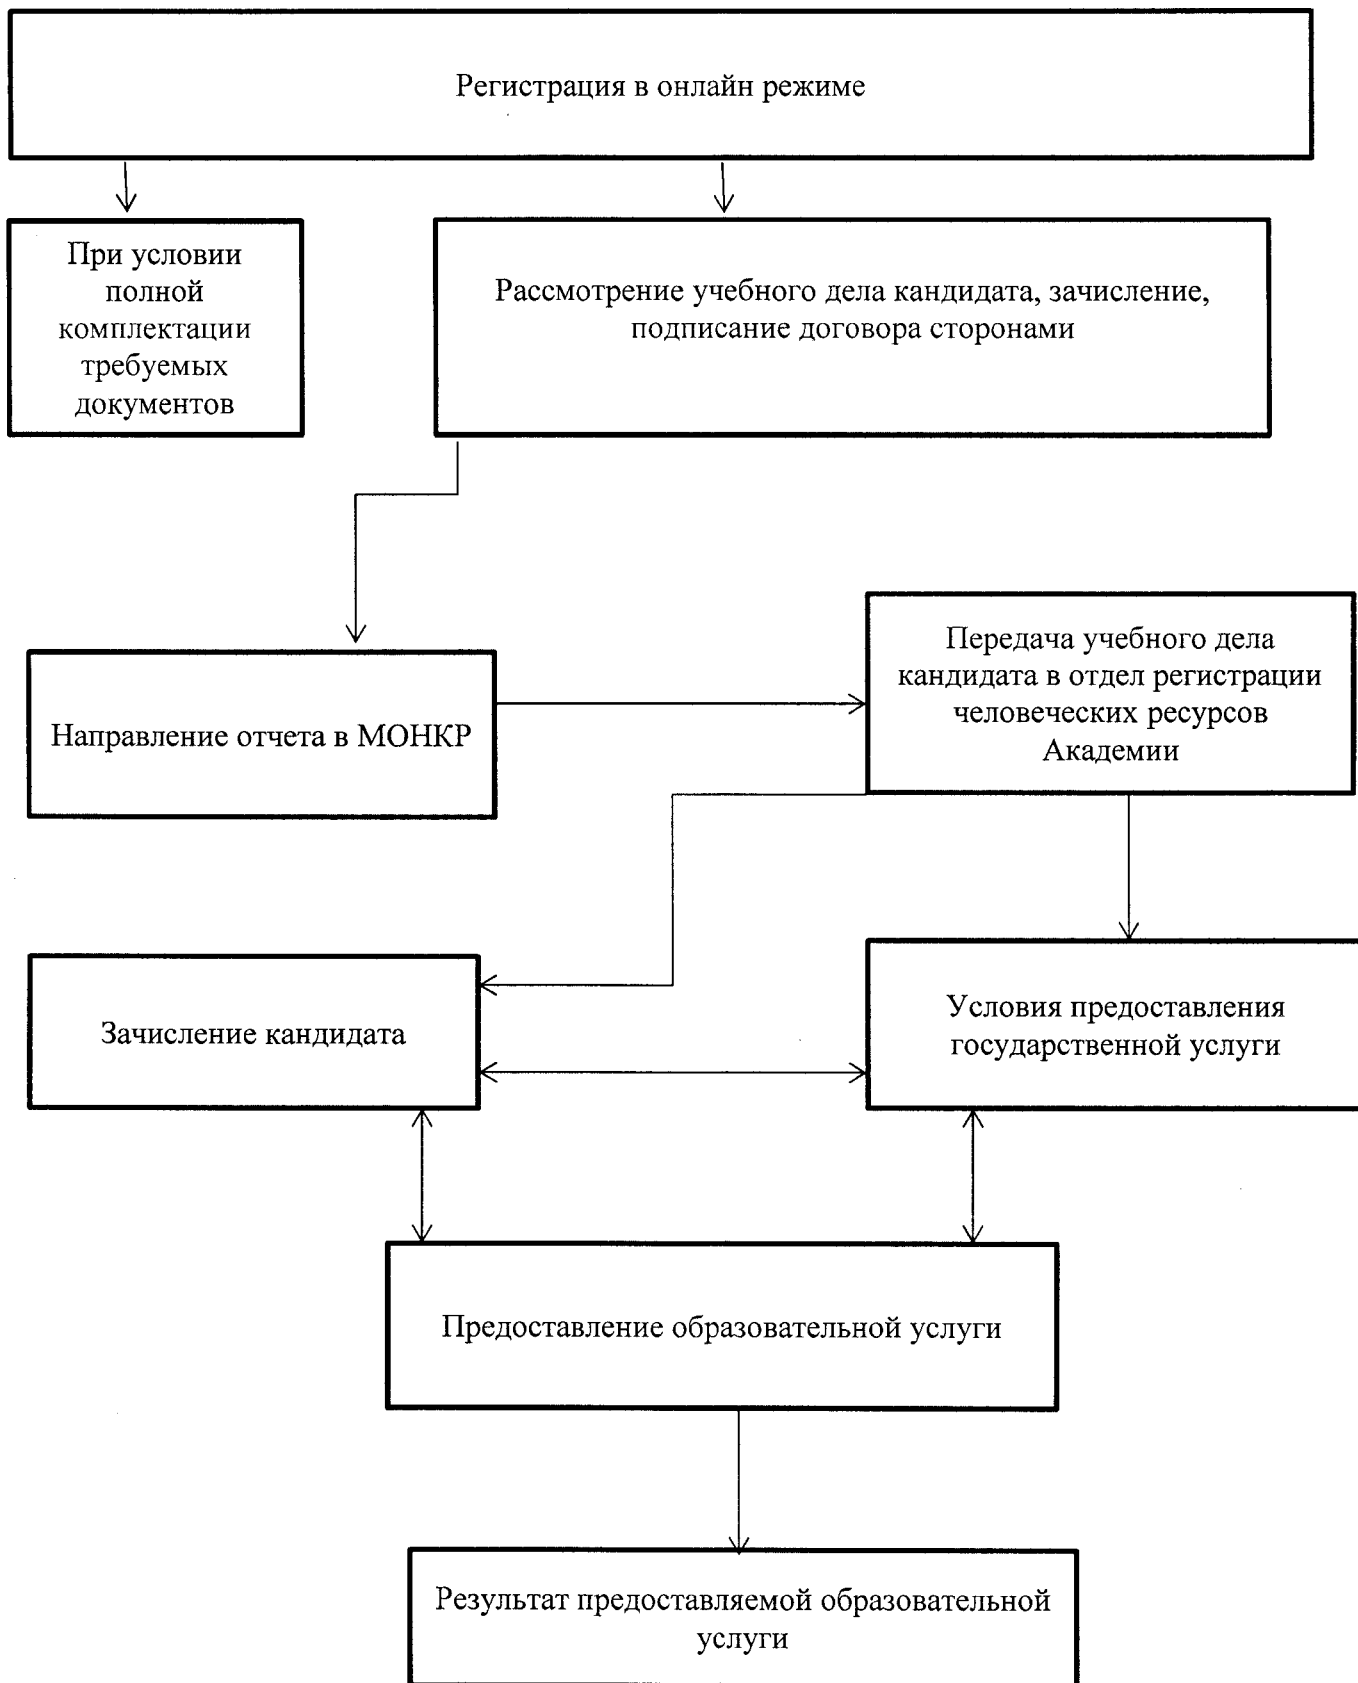 Регистрация в онлайн режиме
При условии
полной
комплектации
требуемых
документов
Рассмотрение учебного дела кандидата, зачисление,
подписание договора сторонами
Направление отчета в МОНКР
Передача учебного дела
кандидата в отдел регистрации
человеческих ресурсов
Академии
Зачисление кандидата
Условия предоставления
государственной услуги
Предоставление образовательной услуги
Результат предоставляемой образовательной
услуги